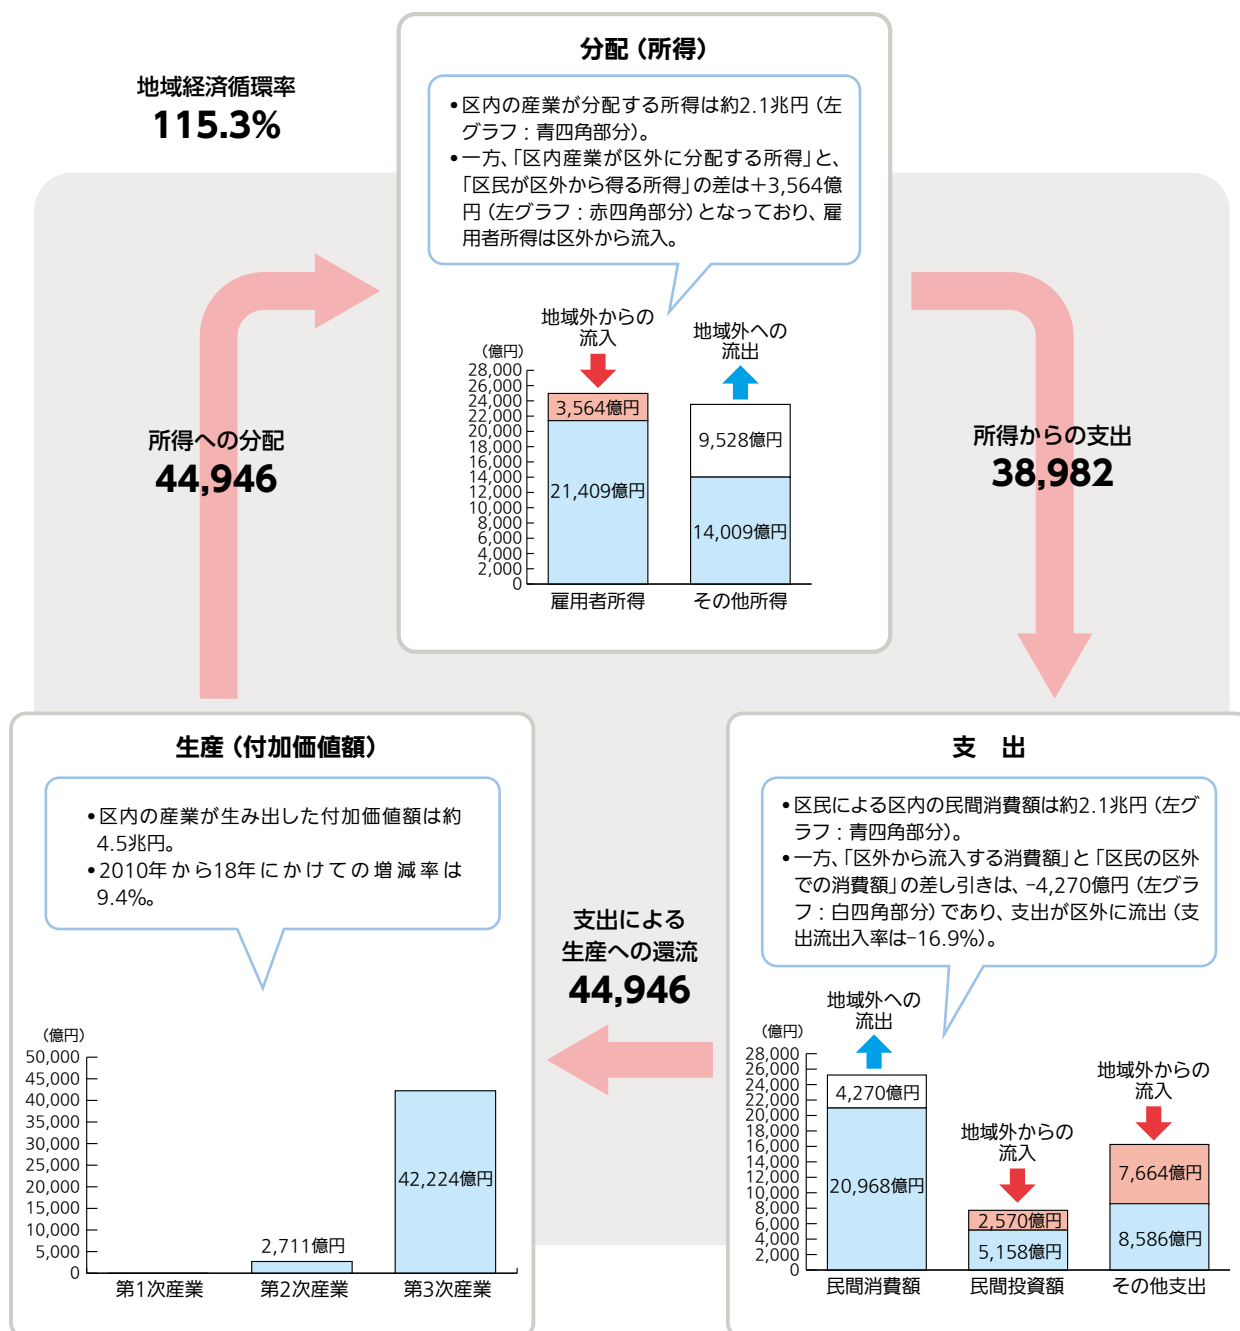 分配（所得）
地域経済循環率
115.3%
•区内の産業が分配する所得は約2.1兆円（左
グラフ：青四角部分）。
•一方、「区内産業が区外に分配する所得」と、
「区民が区外から得る所得」の差は＋3,564億
円（左グラフ：赤四角部分）となっており、雇
用者所得は区外から流入。
地域外からの
流入
地域外への
流出
（億円）
28,000
26,000
24,000
22,000
20,000
18,000
16,000
14,000
12,000
10,000
8,000
6,000
4,000
2,000
0
3,564億円
21,409億円
9,528億円
14,009億円
雇用者所得
その他所得
所得への分配
44,946
所得からの支出
38,982
生産（付加価値額）
•区内の産業が生み出した付加価値額は約
4.5兆円。
•2010年から18年にかけての増減率は
9.4%。
（億円）
50,000
45,000
40,000
35,000
30,000
25,000
20,000
15,000
10,000
5,000
0
2,711億円
42,224億円
第1次産業
第2次産業
第3次産業
支出による
生産への還流
44,946
支　出
•区民による区内の民間消費額は約2.1兆円（左グ
ラフ：青四角部分）。
•一方、「区外から流入する消費額」と「区民の区外
での消費額」の差し引きは、−4,270億円（左グラ
フ：白四角部分）であり、支出が区外に流出（支
出流出入率は−16.9%）。
地域外への
流出
地域外からの
流入
地域外からの
流入
（億円）
28,000
26,000
24,000
22,000
20,000
18,000
16,000
14,000
12,000
10,000
8,000
6,000
4,000
2,000
0
4,270億円
20,968億円
2,570億円
5,158億円
7,664億円
8,586億円
民間消費額
民間投資額
その他支出